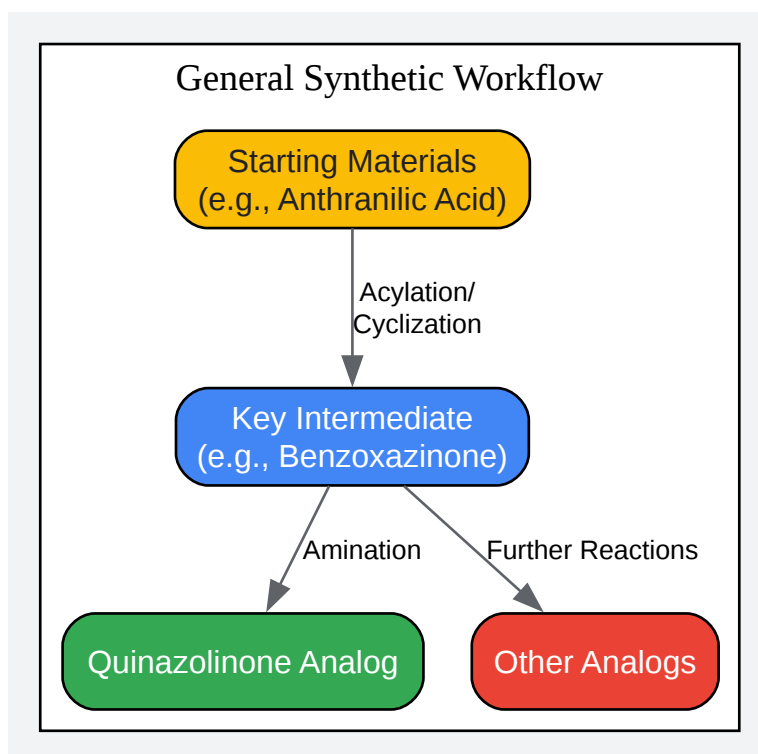 General Synthetic Workflow
Starting Materials
(e.g., Anthranilic Acid)
Acylation/
Cyclization
Key Intermediate
(e.g., Benzoxazinone)
Amination
Further Reactions
Quinazolinone Analog
Other Analogs